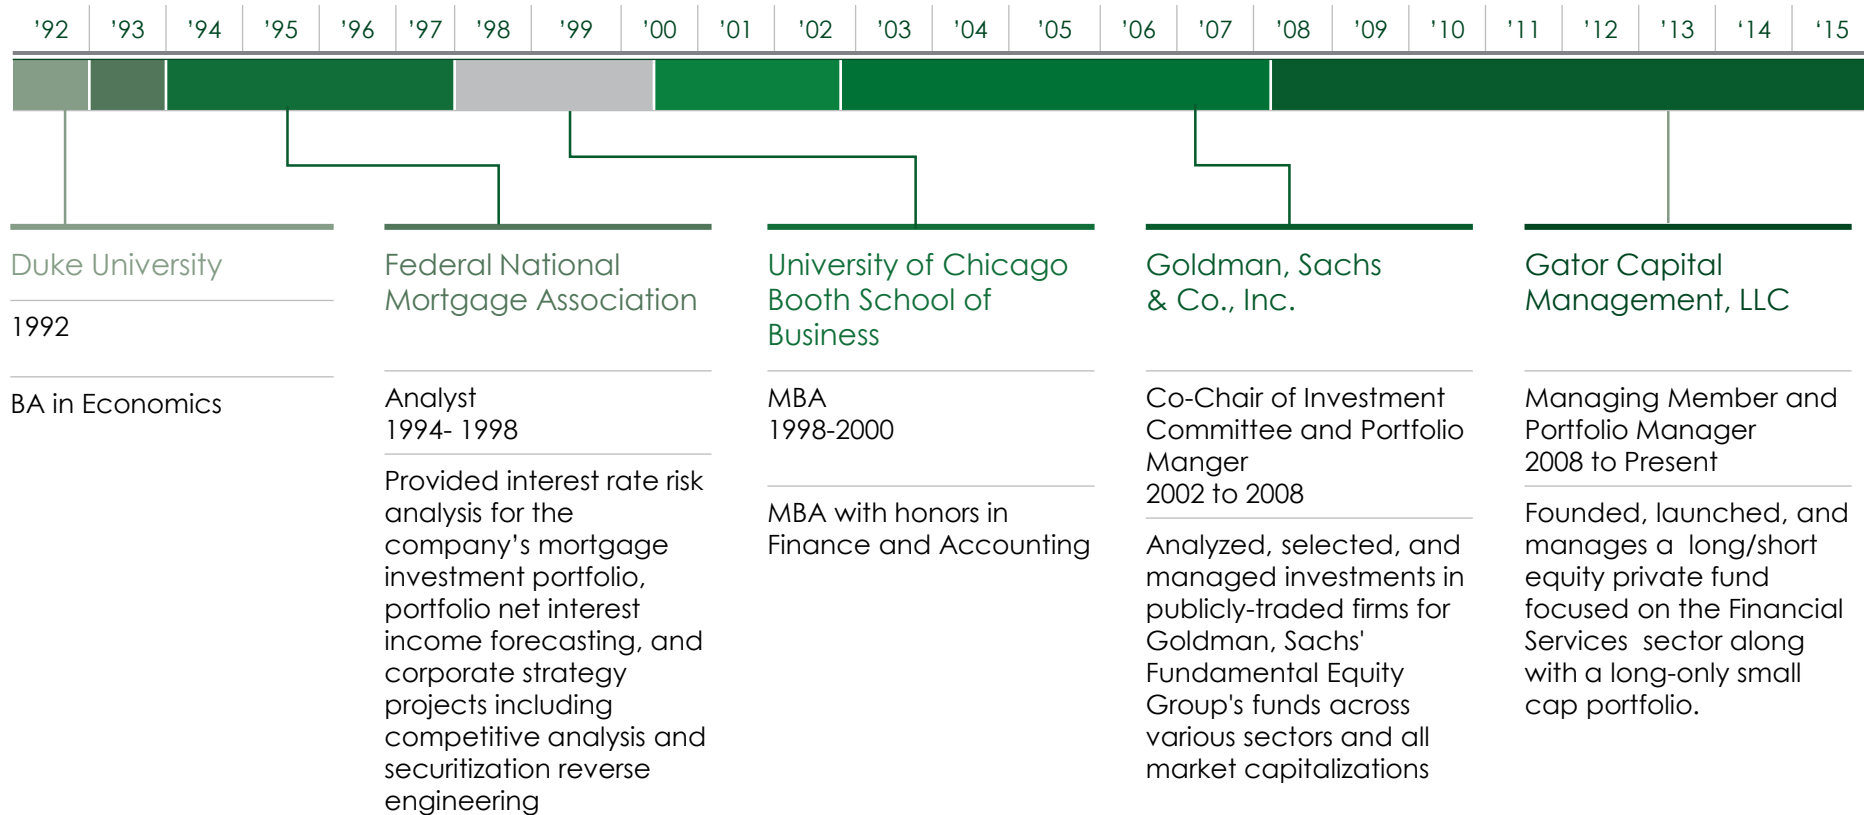 ’92 ’93 ’94 ’95 ’96 ’97 ’98 ’99 ’00 ’01 ’02 ’03 ’04 ’05 ’06 ’07 ’08 ’09 ’10 ’11 ’12 ‘13 ‘14 ‘15
Duke University
1992
BA in Economics
Federal National
Mortgage Association
Analyst
1994- 1998
Provided interest rate risk
analysis for the
company’s mortgage
investment portfolio,
portfolio net interest
income forecasting, and
corporate strategy
projects including
competitive analysis and
securitization reverse
engineering
University of Chicago
Booth School of
Business
MBA
1998-2000
MBA with honors in
Finance and Accounting
Goldman, Sachs
& Co., Inc.
Co-Chair of Investment
Committee and Portfolio
Manger
2002 to 2008
Analyzed, selected, and
managed investments in
publicly-traded firms for
Goldman, Sachs'
Fundamental Equity
Group's funds across
various sectors and all
market capitalizations
Gator Capital
Management, LLC
Managing Member and
Portfolio Manager
2008 to Present
Founded, launched, and
manages a long/short
equity private fund
focused on the Financial
Services sector along
with a long-only small
cap portfolio.